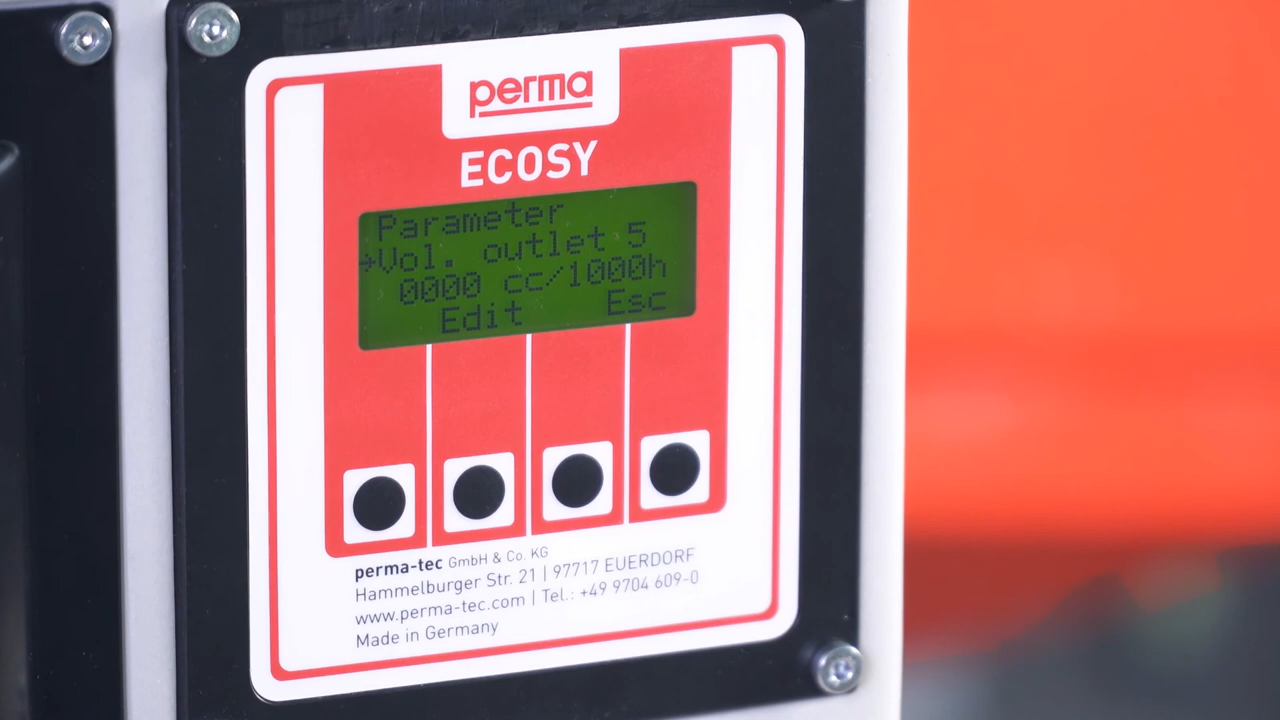 perma
ECOSY
Parameter
→Vol. outlet 5
0000 cc/1000h
Edit Esc
perma-tec GmbH & Co. KG
Hammelburger Str. 21 | 97717 EUERDORF
www.perma-tec.com | Tel.: +49 9704 609-0
Made in Germany